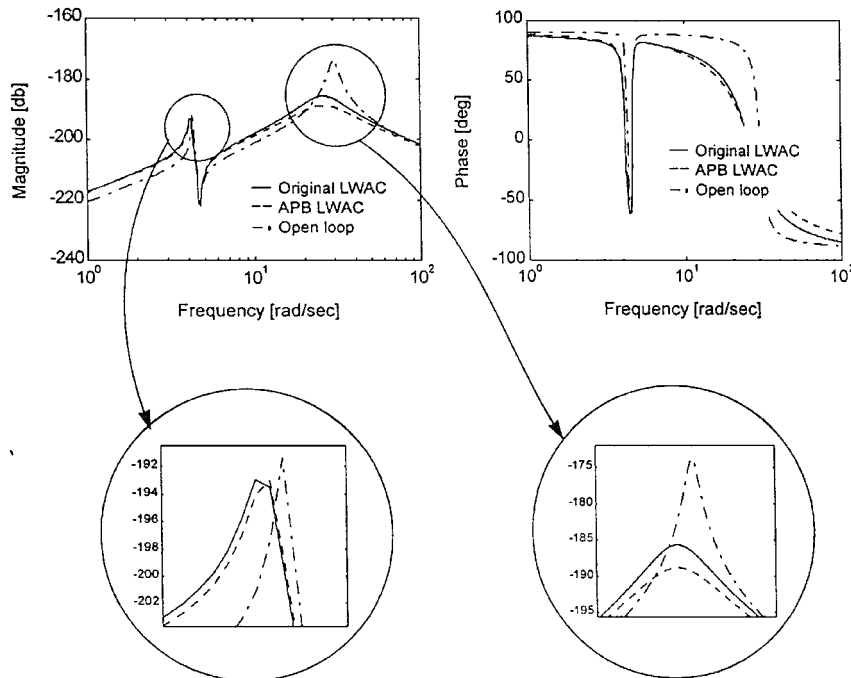 -160
-180
-200
-220
-240
Magnitude [db]
Original LWAC
APB LWAC
Open loop
10⁰
10¹
10²
Frequency [rad/sec]
100
50
0
-50
-100
Phase [deg]
Original LWAC
APB LWAC
Open loop
10⁰
10¹
10²
Frequency [rad/sec]
-192
-194
-196
-198
-200
-202
-175
-180
-185
-190
-195